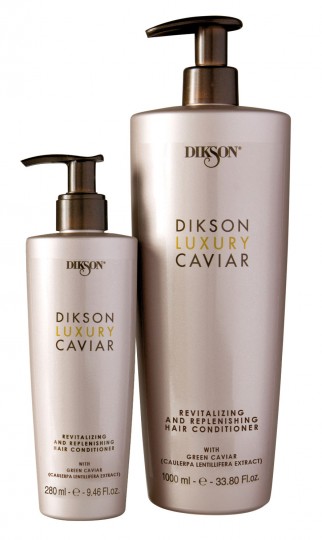 DIKSON®
DIKSON
LUXURY
CAVIAR
REVITALIZING
AND REPLENISHING
HAIR CONDITIONER
WITH
GREEN CAVIAR
(CAULERPA LENTILLIFERA EXTRACT)
280 ml - ℮ - 9.46 Fl.oz.
DIKSON®
DIKSON
LUXURY
CAVIAR
REVITALIZING
AND REPLENISHING
HAIR CONDITIONER
WITH
GREEN CAVIAR
(CAULERPA LENTILLIFERA EXTRACT)
1000 ml - ℮ - 33.80 Fl.oz.